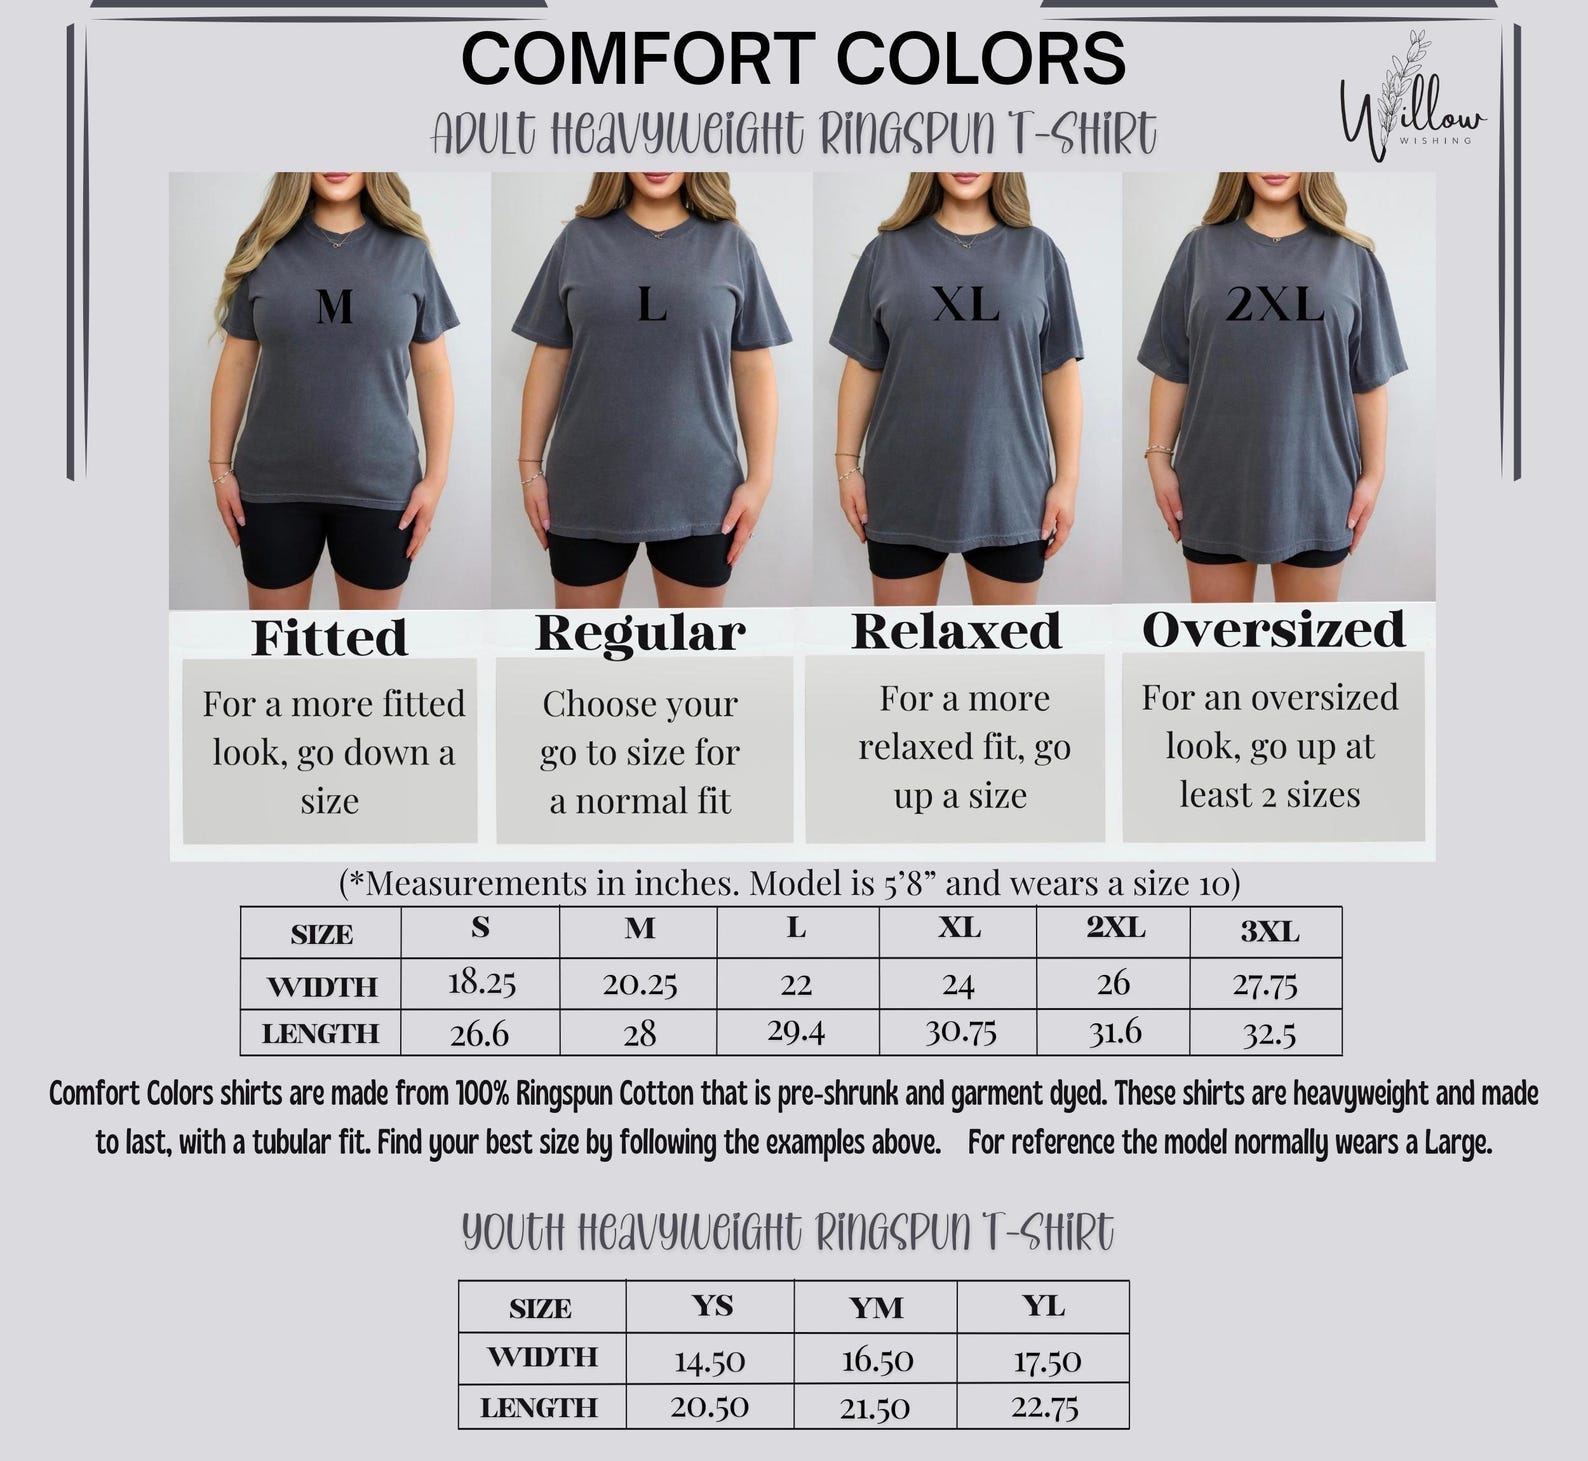 COMFORT COLORS
ADULT HEAVYWEIGHT RINGSPUN T-SHIRT
Willow
WISHING
M L XL 2XL
Fitted Regular Relaxed Oversized
For a more fitted
look, go down a
size
Choose your
go to size for
a normal fit
For a more
relaxed fit, go
up a size
For an oversized
look, go up at
least 2 sizes
(*Measurements in inches. Model is 5’8” and wears a size 10)
SIZE S M L XL 2XL 3XL
WIDTH 18.25 20.25 22 24 26 27.75
LENGTH 26.6 28 29.4 30.75 31.6 32.5
Comfort Colors shirts are made from 100% Ringspun Cotton that is pre-shrunk and garment dyed. These shirts are heavyweight and made
to last, with a tubular fit. Find your best size by following the examples above. For reference the model normally wears a Large.
YOUTH HEAVYWEIGHT RINGSPUN T-SHIRT
SIZE YS YM YL
WIDTH 14.50 16.50 17.50
LENGTH 20.50 21.50 22.75